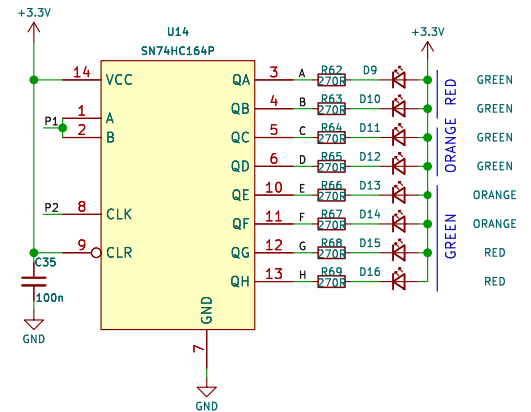 +3.3V
U14
SN74HC164P
+3.3V
14 VCC QA 3 A R62 270R D9 GREEN
P1 1 A QB 4 B R63 270R D10 GREEN
2 B QC 5 C R64 270R D11 GREEN
QD 6 D R65 270R D12 GREEN
QE 10 E R66 270R D13 ORANGE
P2 8 CLK QF 11 F R67 270R D14 ORANGE
9 CLR QG 12 G R68 270R D15 RED
QH 13 H R69 270R D16 RED
RED
ORANGE
GREEN
C35
100n
GND
GND
7
GND